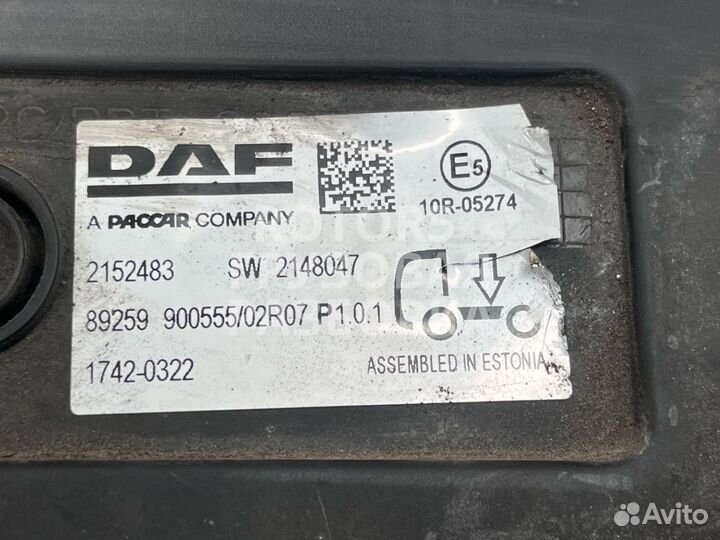 DAF
A PACCAR COMPANY
E5
10R-05274
2152483 SW 2148047
89259 900555/02R07 P1.0.1
1742-0322
ASSEMBLED IN ESTONIA
Avito